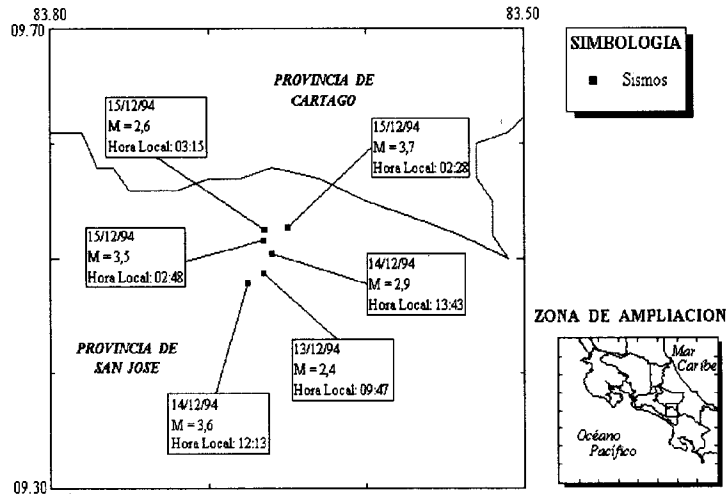 83.80
83.50
09.70
SIMBOLOGIA
Sismos
PROVINCIA DE
CARTAGO
15/12/94
M = 2,6
Hora Local: 03:15
15/12/94
M = 3,7
Hora Local: 02:28
15/12/94
M = 3,5
Hora Local: 02:48
14/12/94
M = 2,9
Hora Local: 13:43
PROVINCIA DE
SAN JOSE
13/12/94
M = 2,4
Hora Local: 09:47
14/12/94
M = 3,6
Hora Local: 12:13
09.30
ZONA DE AMPLIACION
Mar
Caribe
Océano
Pacífico